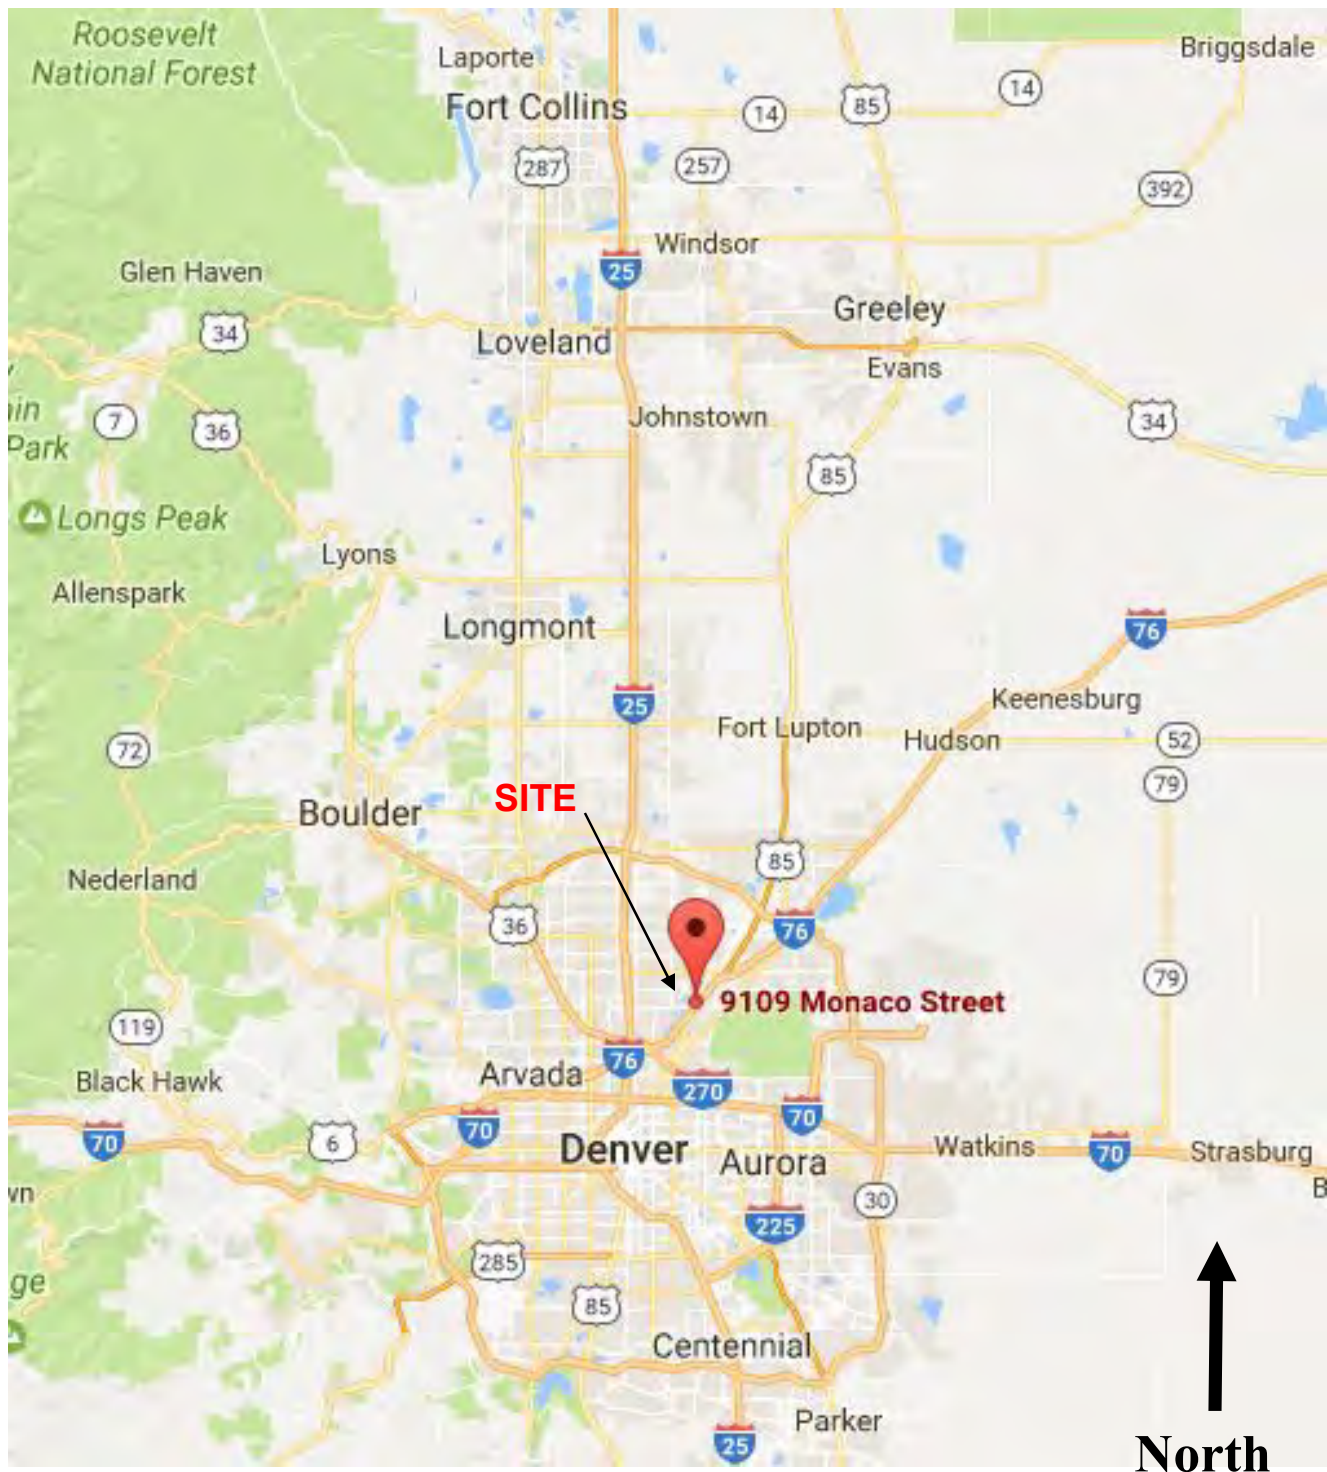 Roosevelt
National Forest
Laporte
Briggsdale
Fort Collins
14
85
14
287
257
392
Windsor
25
Glen Haven
34
Greeley
Loveland
Evans
Johnstown
ain
Park
7
36
34
85
Longs Peak
Lyons
Allenspark
Longmont
76
25
Keenesburg
Fort Lupton
Hudson
52
72
79
SITE
Boulder
85
Nederland
36
76
79
9109 Monaco Street
119
76
Arvada
Black Hawk
270
70
70
70
6
Denver
Aurora
Watkins
70
Strasburg
wn
B
30
225
285
ge
85
Centennial
Parker
25
North